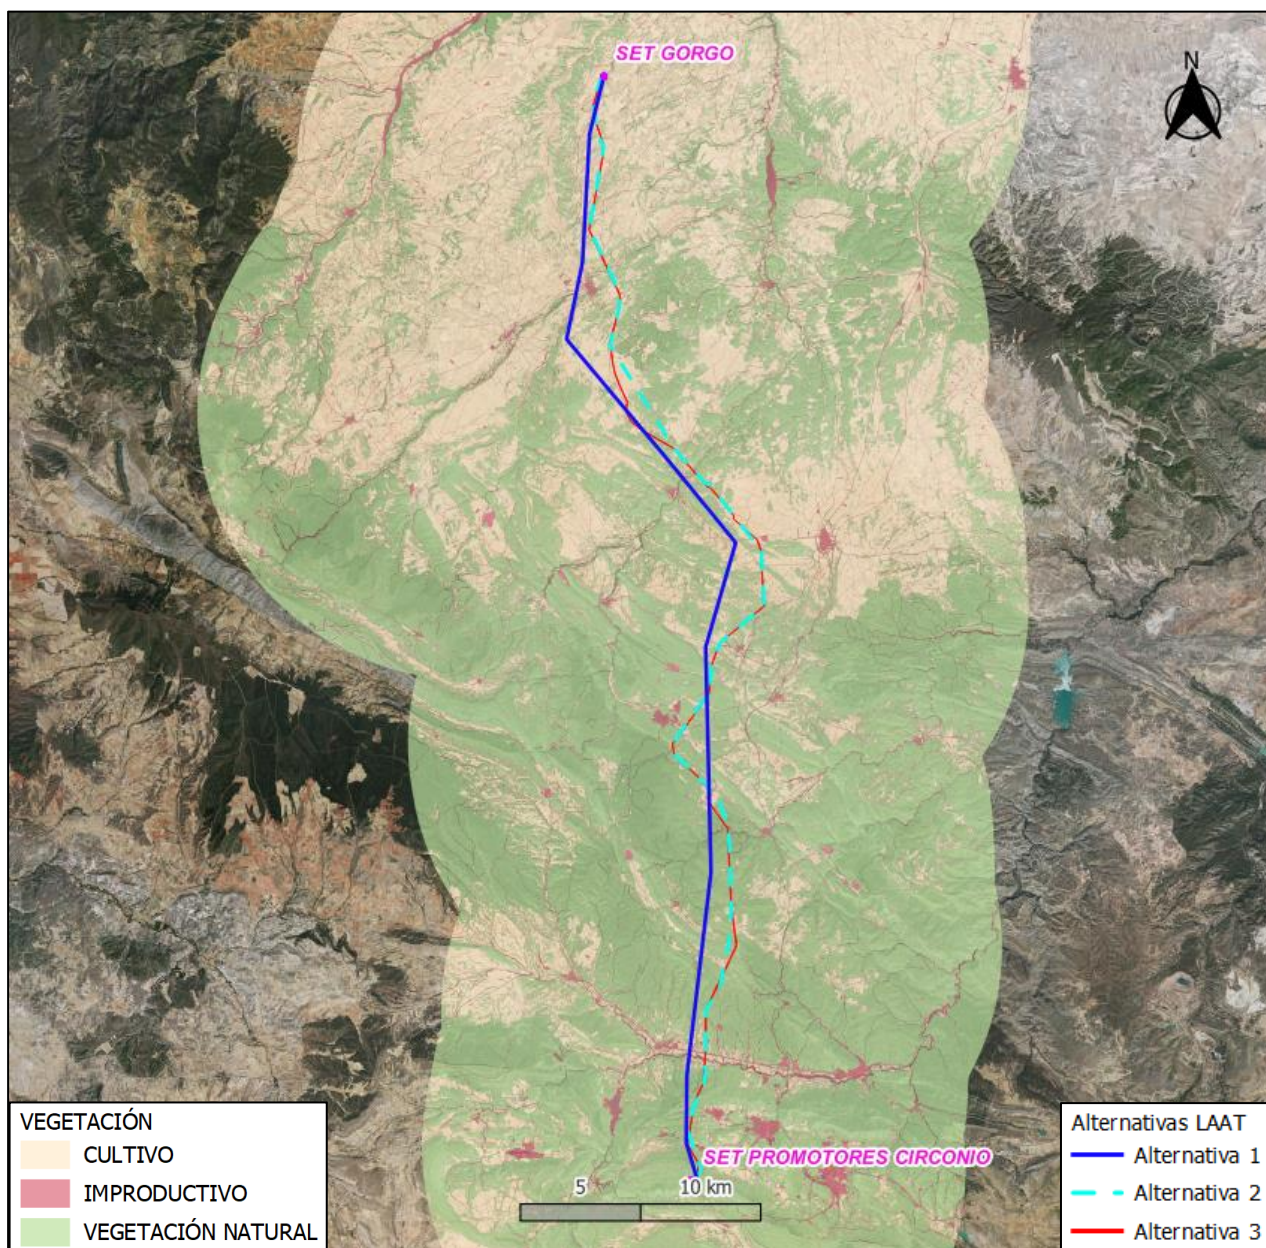 SET GORGO
N
SET PROMOTORES CIRCONIO
5 10 km
VEGETACIÓN
CULTIVO
IMPRODUCTIVO
VEGETACIÓN NATURAL
Alternativas LAAT
Alternativa 1
Alternativa 2
Alternativa 3